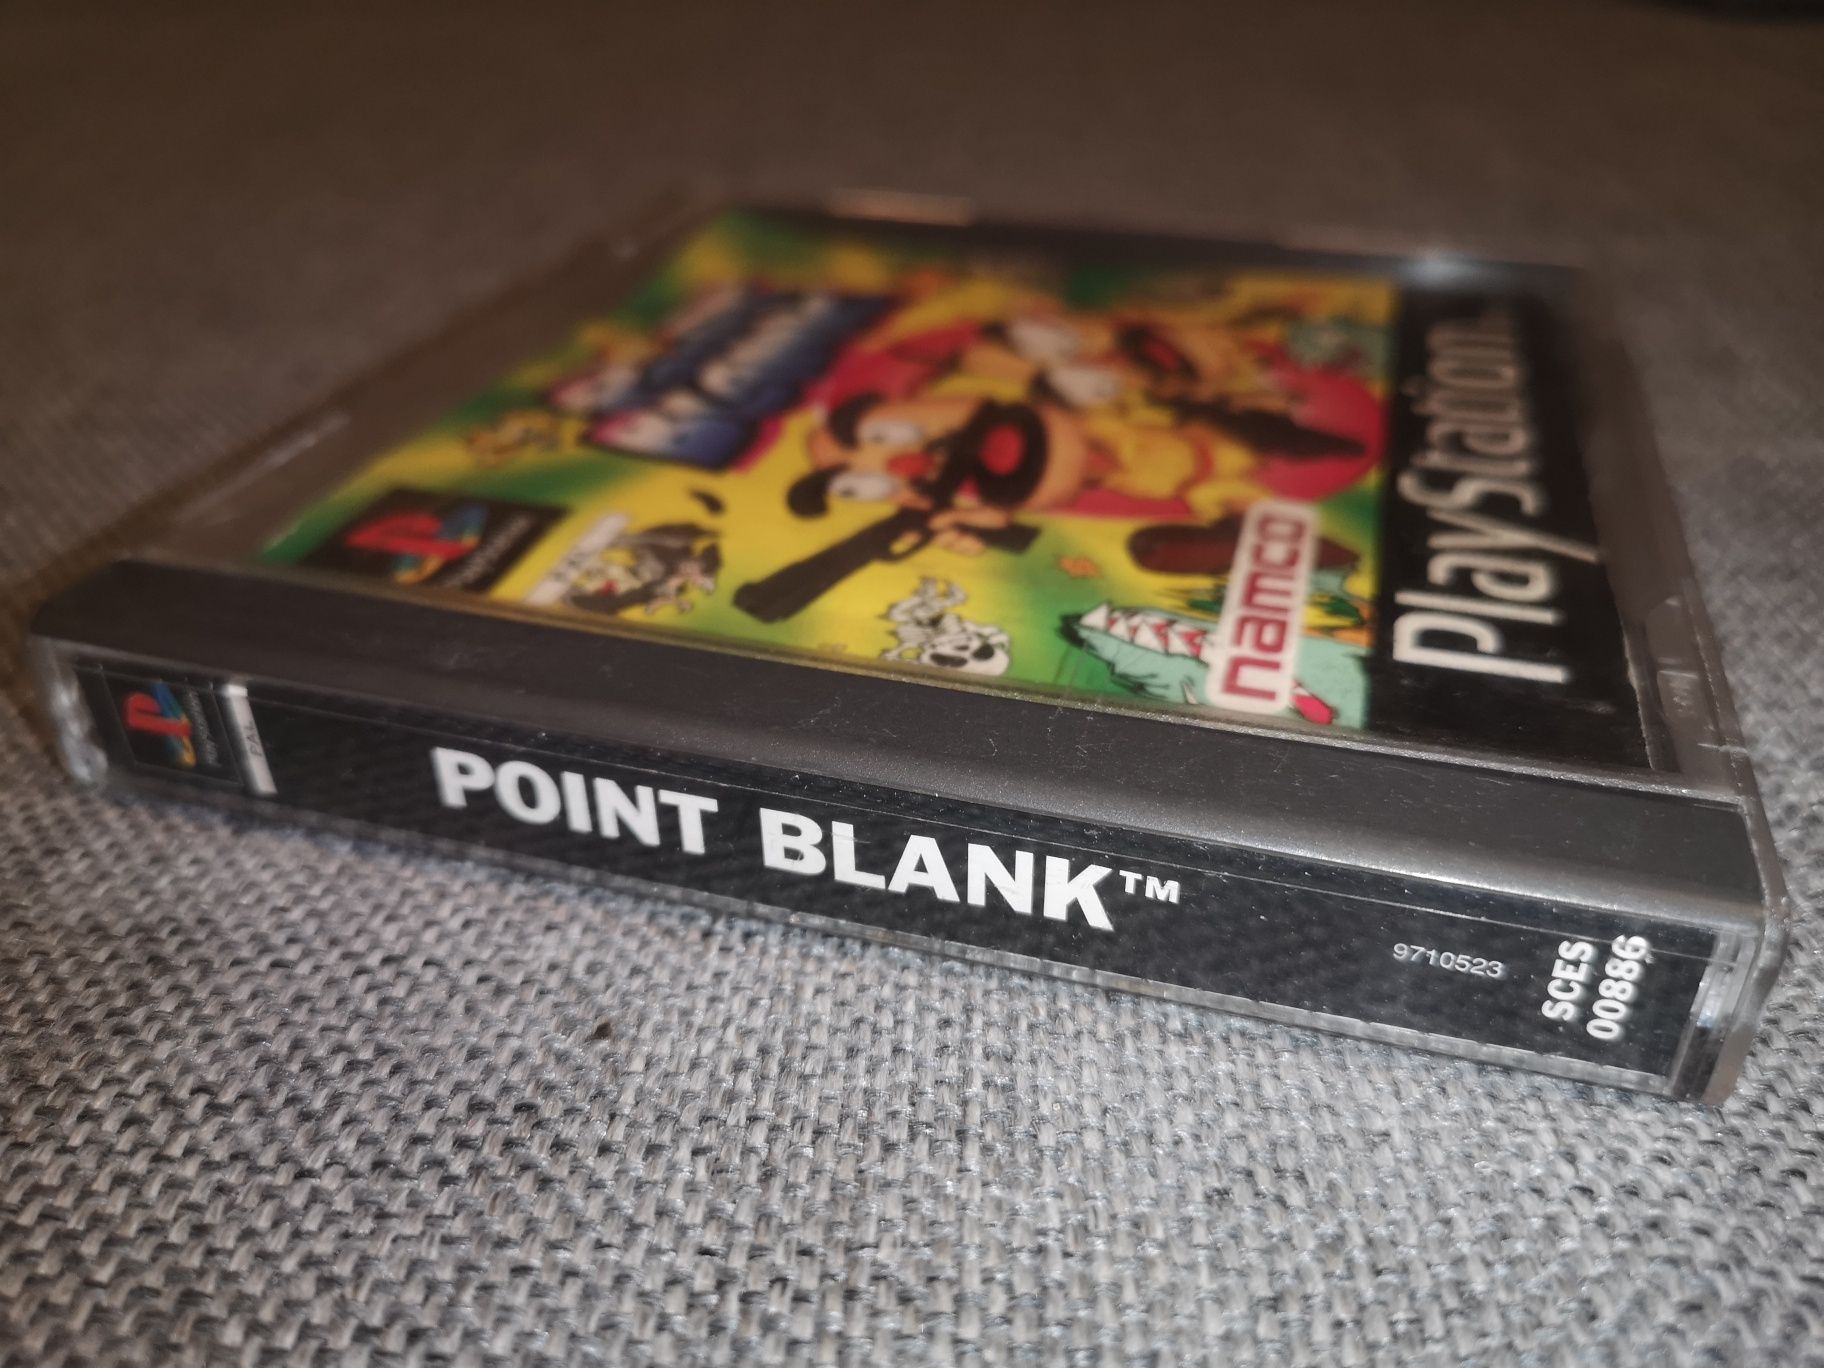 PlayStation
namco
PAL
POINT BLANK™
9710523
SCES
00886